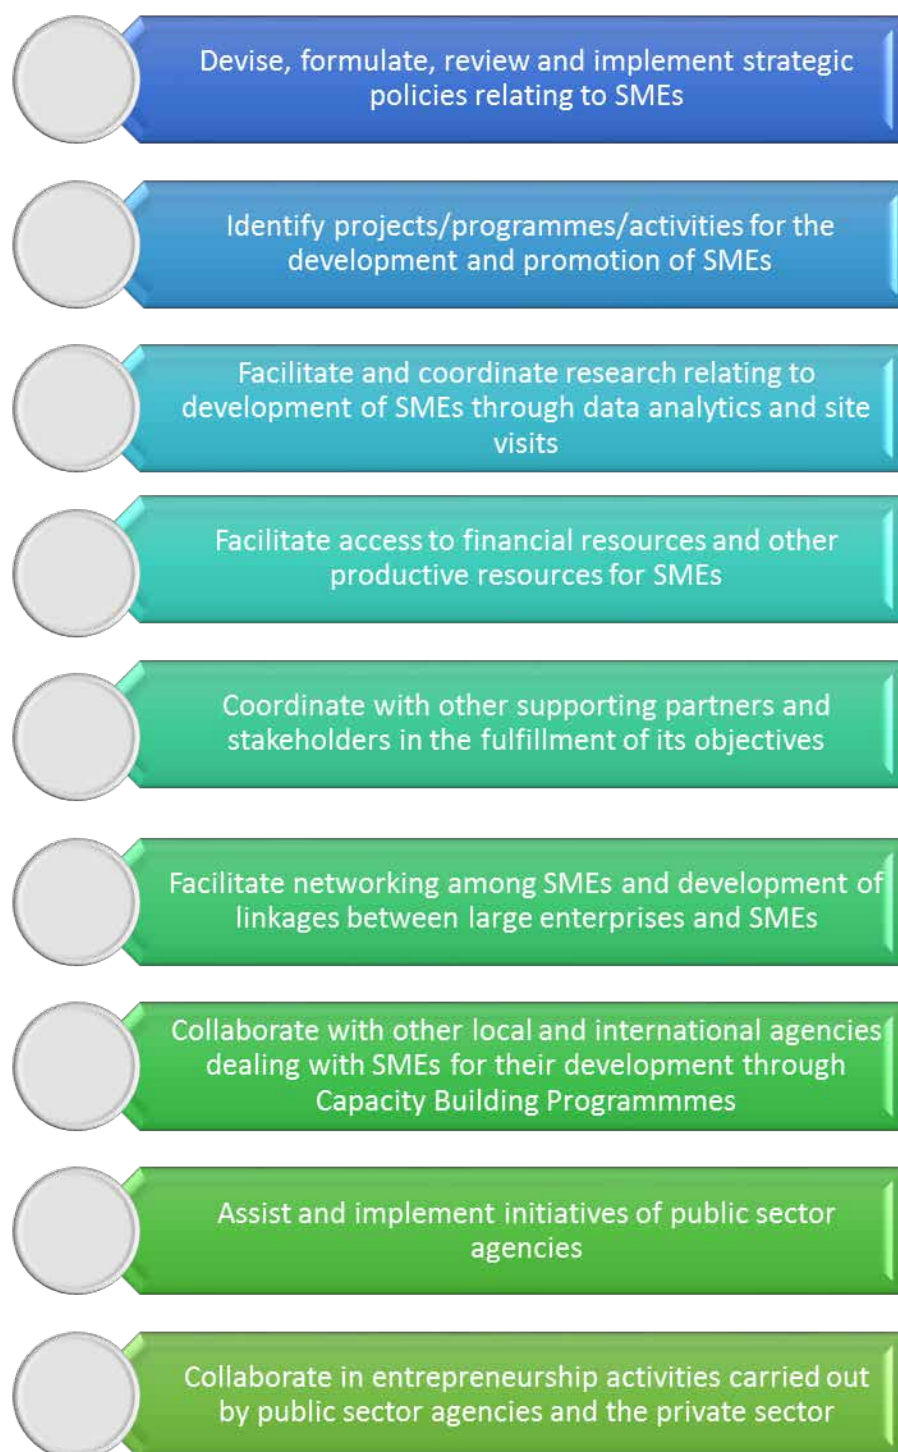 Devise, formulate, review and implement strategic
policies relating to SMEs
Identify projects/programmes/activities for the
development and promotion of SMEs
Facilitate and coordinate research relating to
development of SMEs through data analytics and site
visits
Facilitate access to financial resources and other
productive resources for SMEs
Coordinate with other supporting partners and
stakeholders in the fulfillment of its objectives
Facilitate networking among SMEs and development of
linkages between large enterprises and SMEs
Collaborate with other local and international agencies
dealing with SMEs for their development through
Capacity Building Programmmes
Assist and implement initiatives of public sector
agencies
Collaborate in entrepreneurship activities carried out
by public sector agencies and the private sector